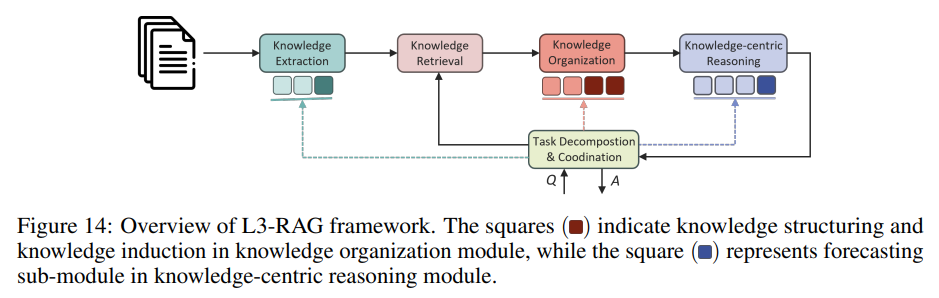 Knowledge
Extraction
Knowledge
Retrieval
Knowledge
Organization
Knowledge-centric
Reasoning
Task Decompostion
& Coodination
Q
A
Figure 14: Overview of L3-RAG framework. The squares (■) indicate knowledge structuring and
knowledge induction in knowledge organization module, while the square (■) represents forecasting
sub-module in knowledge-centric reasoning module.